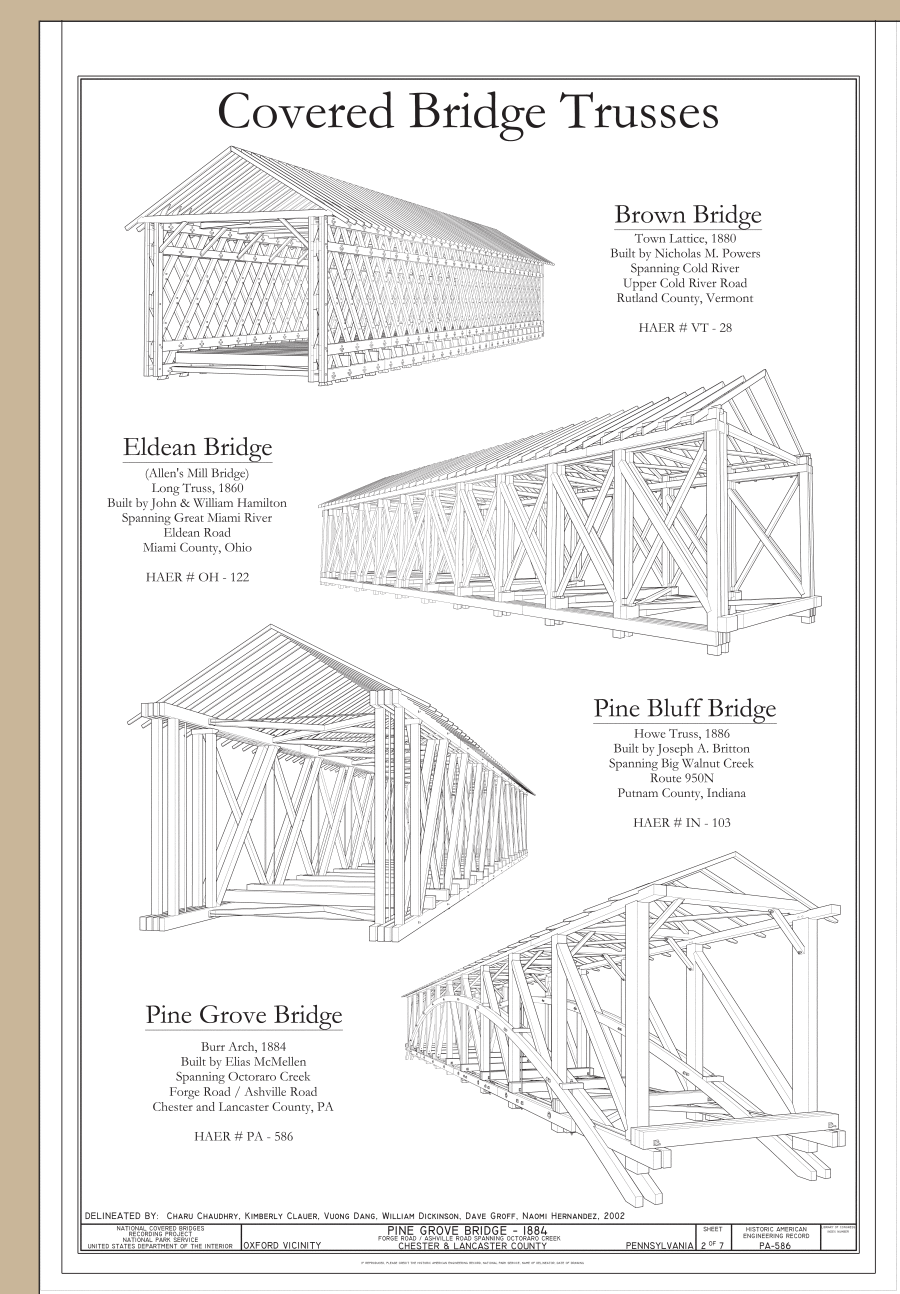 Covered Bridge Trusses
Brown Bridge
Town Lattice, 1880
Built by Nicholas M. Powers
Spanning Cold River
Upper Cold River Road
Rutland County, Vermont
HAER # VT - 28
Eldean Bridge
(Allen's Mill Bridge)
Long Truss, 1860
Built by John & William Hamilton
Spanning Great Miami River
Eldean Road
Miami County, Ohio
HAER # OH - 122
Pine Bluff Bridge
Howe Truss, 1886
Built by Joseph A. Britton
Spanning Big Walnut Creek
Route 950N
Putnam County, Indiana
HAER # IN - 103
Pine Grove Bridge
Burr Arch, 1884
Built by Elias McMellen
Spanning Octoraro Creek
Forge Road / Ashville Road
Chester and Lancaster County, PA
HAER # PA - 586
DELINEATED BY: CHARU CHAUDHRY, KIMBERLY CLAUER, VUONG DANG, WILLIAM DICKINSON, DAVE GROFF, NAOMI HERNANDEZ, 2002
NATIONAL COVERED BRIDGES
RECORDING PROJECT
NATIONAL PARK SERVICE
UNITED STATES DEPARTMENT OF THE INTERIOR
OXFORD VICINITY
PINE GROVE BRIDGE - 1884
FORGE ROAD / ASHVILLE ROAD SPANNING OCTORARO CREEK
CHESTER & LANCASTER COUNTY
PENNSYLVANIA
SHEET
2 OF 7
HISTORIC AMERICAN
ENGINEERING RECORD
PA-586
LIBRARY OF CONGRESS
INDEX NUMBER